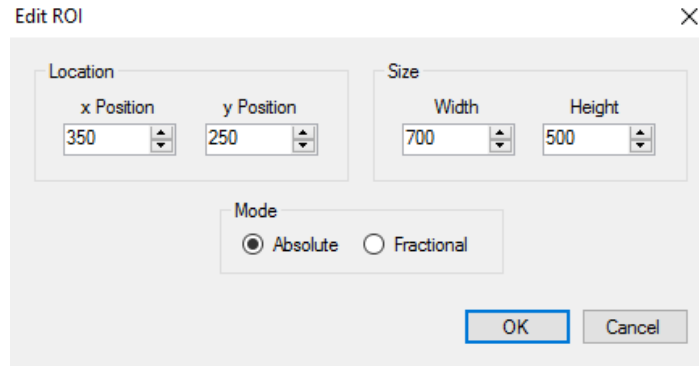 Edit ROI
Location
Size
x Position y Position Width Height
350 250 700 500
Mode
Absolute Fractional
OK Cancel